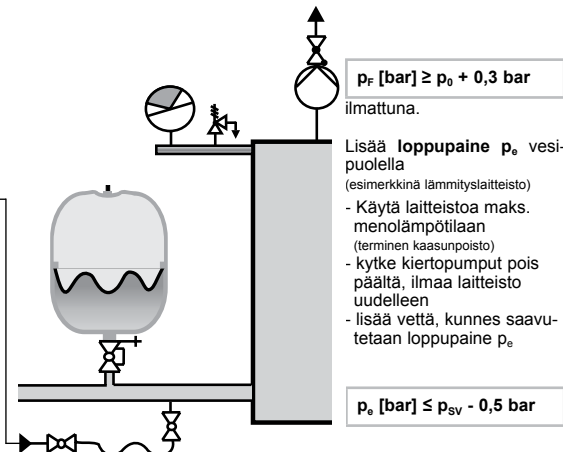 p_F [bar] ≥ p_0 + 0,3 bar
ilmattuna.
Lisää loppupaine p_e vesi-
puolella
(esimerkkinä lämmityslaitteisto)
- Käytä laitteistoa maks.
menolämpötilaan
(terminen kaasunpoisto)
- kytke kiertopumput pois
päältä, ilmaa laitteisto
uudelleen
- lisää vettä, kunnes saavu-
tetaan loppupaine p_e
p_e [bar] ≤ p_SV - 0,5 bar